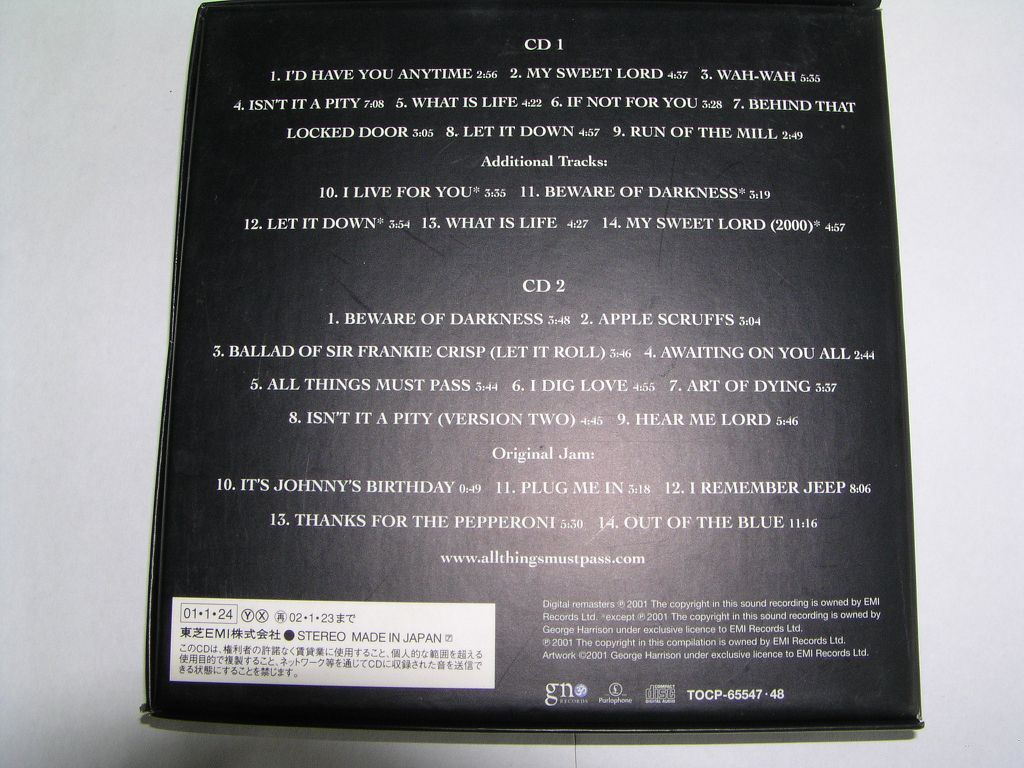 CD 1
1. I'D HAVE YOU ANYTIME 2:56 2. MY SWEET LORD 4:37 3. WAH-WAH 5:35
4. ISN'T IT A PITY 7:08 5. WHAT IS LIFE 4:22 6. IF NOT FOR YOU 3:28 7. BEHIND THAT
LOCKED DOOR 3:05 8. LET IT DOWN 4:57 9. RUN OF THE MILL 2:49
Additional Tracks:
10. I LIVE FOR YOU* 3:35 11. BEWARE OF DARKNESS* 3:19
12. LET IT DOWN* 3:54 13. WHAT IS LIFE 4:27 14. MY SWEET LORD (2000)* 4:57
CD 2
1. BEWARE OF DARKNESS 3:48 2. APPLE SCRUFFS 3:04
3. BALLAD OF SIR FRANKIE CRISP (LET IT ROLL) 3:46 4. AWAITING ON YOU ALL 2:44
5. ALL THINGS MUST PASS 3:44 6. I DIG LOVE 4:55 7. ART OF DYING 3:37
8. ISN'T IT A PITY (VERSION TWO) 4:45 9. HEAR ME LORD 5:46
Original Jam:
10. IT'S JOHNNY'S BIRTHDAY 0:49 11. PLUG ME IN 3:18 12. I REMEMBER JEEP 8:06
13. THANKS FOR THE PEPPERONI 5:30 14. OUT OF THE BLUE 11:16
www.allthingsmustpass.com
01•1•24 Ⓨ Ⓧ ㊞02•1•23まで
東芝EMI株式会社 ● STEREO MADE IN JAPAN
このCDは、権利者の許諾なく賃貸業に使用すること、個人的な範囲を超える
使用目的で複製すること、ネットワーク等を通じてCDに収録された音を送信で
きる状態にすることを禁じます。
Digital remasters ℗ 2001 The copyright in this sound recording is owned by EMI
Records Ltd. *except ℗ 2001 The copyright in this sound recording is owned by
George Harrison under exclusive licence to EMI Records Ltd.
℗ 2001 The copyright in this compilation is owned by EMI Records Ltd.
Artwork ©2001 George Harrison under exclusive licence to EMI Records Ltd.
gn ॐ RECORDS Parlophone COMPACT disc DIGITAL AUDIO TOCP-65547•48